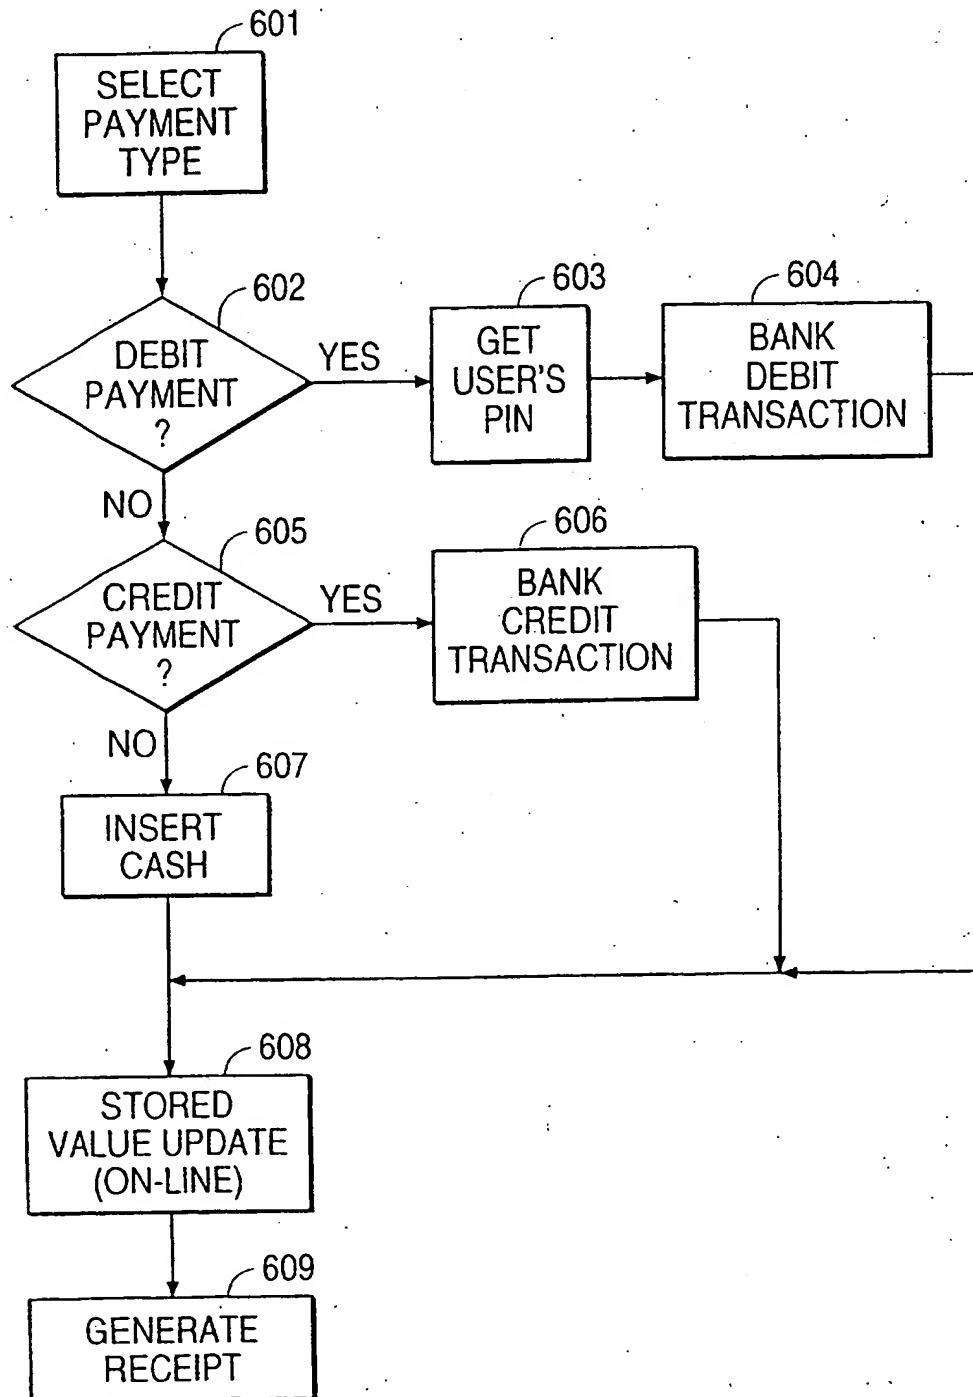 601
SELECT
PAYMENT
TYPE
602
DEBIT
PAYMENT
?
YES
603
GET
USER'S
PIN
604
BANK
DEBIT
TRANSACTION
NO
605
CREDIT
PAYMENT
?
YES
606
BANK
CREDIT
TRANSACTION
NO
607
INSERT
CASH
608
STORED
VALUE UPDATE
(ON-LINE)
609
GENERATE
RECEIPT